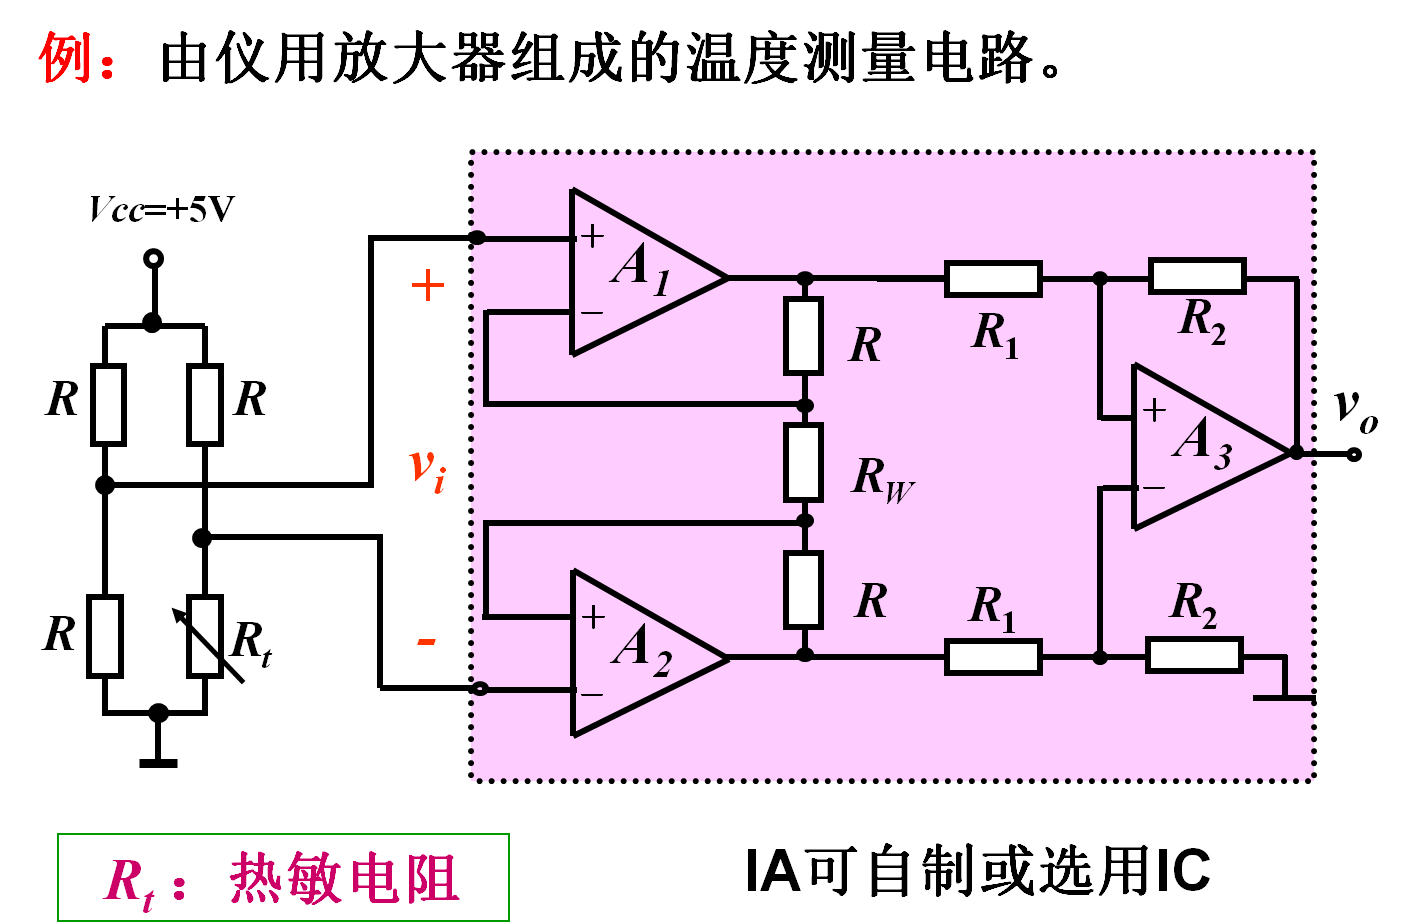 例：由仪用放大器组成的温度测量电路。
Vcc=+5V
+
A1
-
R
R
R1
R2
R
vo
+
A3
-
+
vi
RW
R
Rt
-
+
A2
-
R
R1
R2
Rt：热敏电阻
IA可自制或选用IC